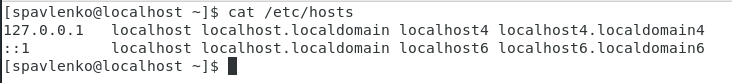 [spavlenko@localhost ~]$ cat /etc/hosts
127.0.0.1   localhost localhost.localdomain localhost4 localhost4.localdomain4
::1         localhost localhost.localdomain localhost6 localhost6.localdomain6
[spavlenko@localhost ~]$